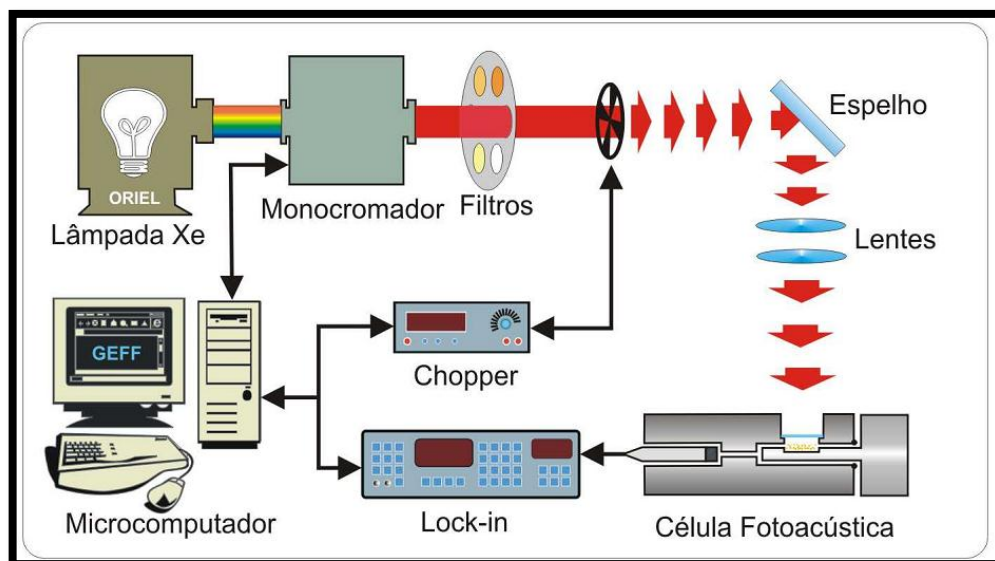 ORIEL
Lâmpada Xe
Monocromador
Filtros
Espelho
Lentes
GEFF
Chopper
Microcomputador
Lock-in
Célula Fotoacústica